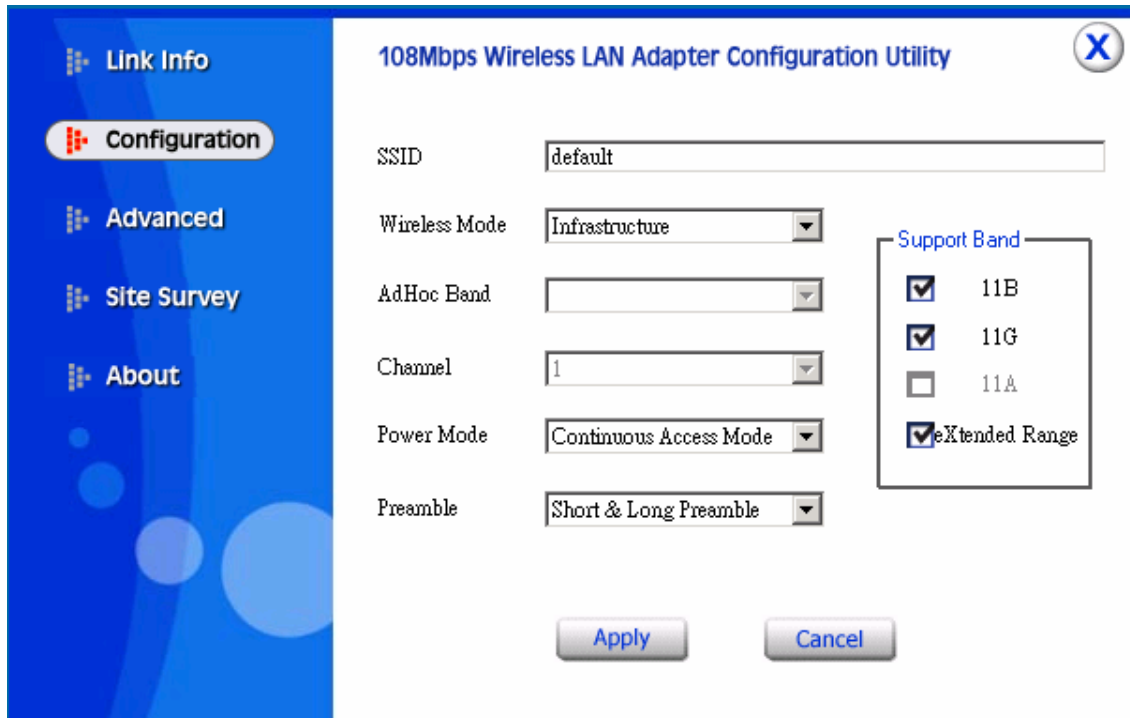 Link Info
Configuration
Advanced
Site Survey
About
108Mbps Wireless LAN Adapter Configuration Utility
X
SSID
default
Wireless Mode
Infrastructure
AdHoc Band
Channel
1
Power Mode
Continuous Access Mode
Preamble
Short & Long Preamble
Support Band
11B
11G
11A
eXtended Range
Apply
Cancel